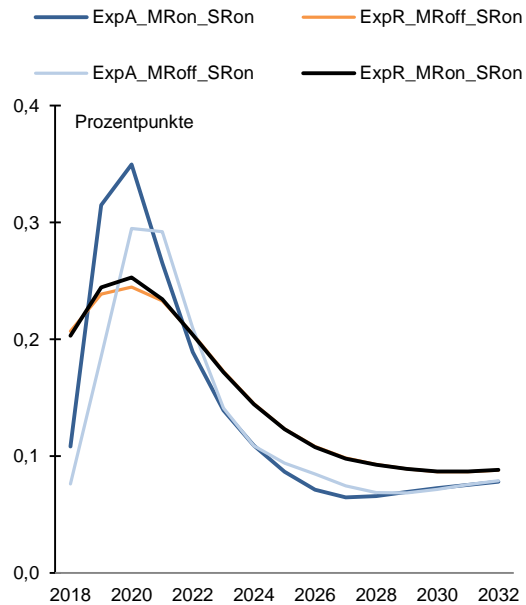 ExpA_MRon_SRon ExpR_MRoff_SRon
ExpA_MRoff_SRon ExpR_MRon_SRon
0,4
Prozentpunkte
0,3
0,2
0,1
0,0
2018 2020 2022 2024 2026 2028 2030 2032